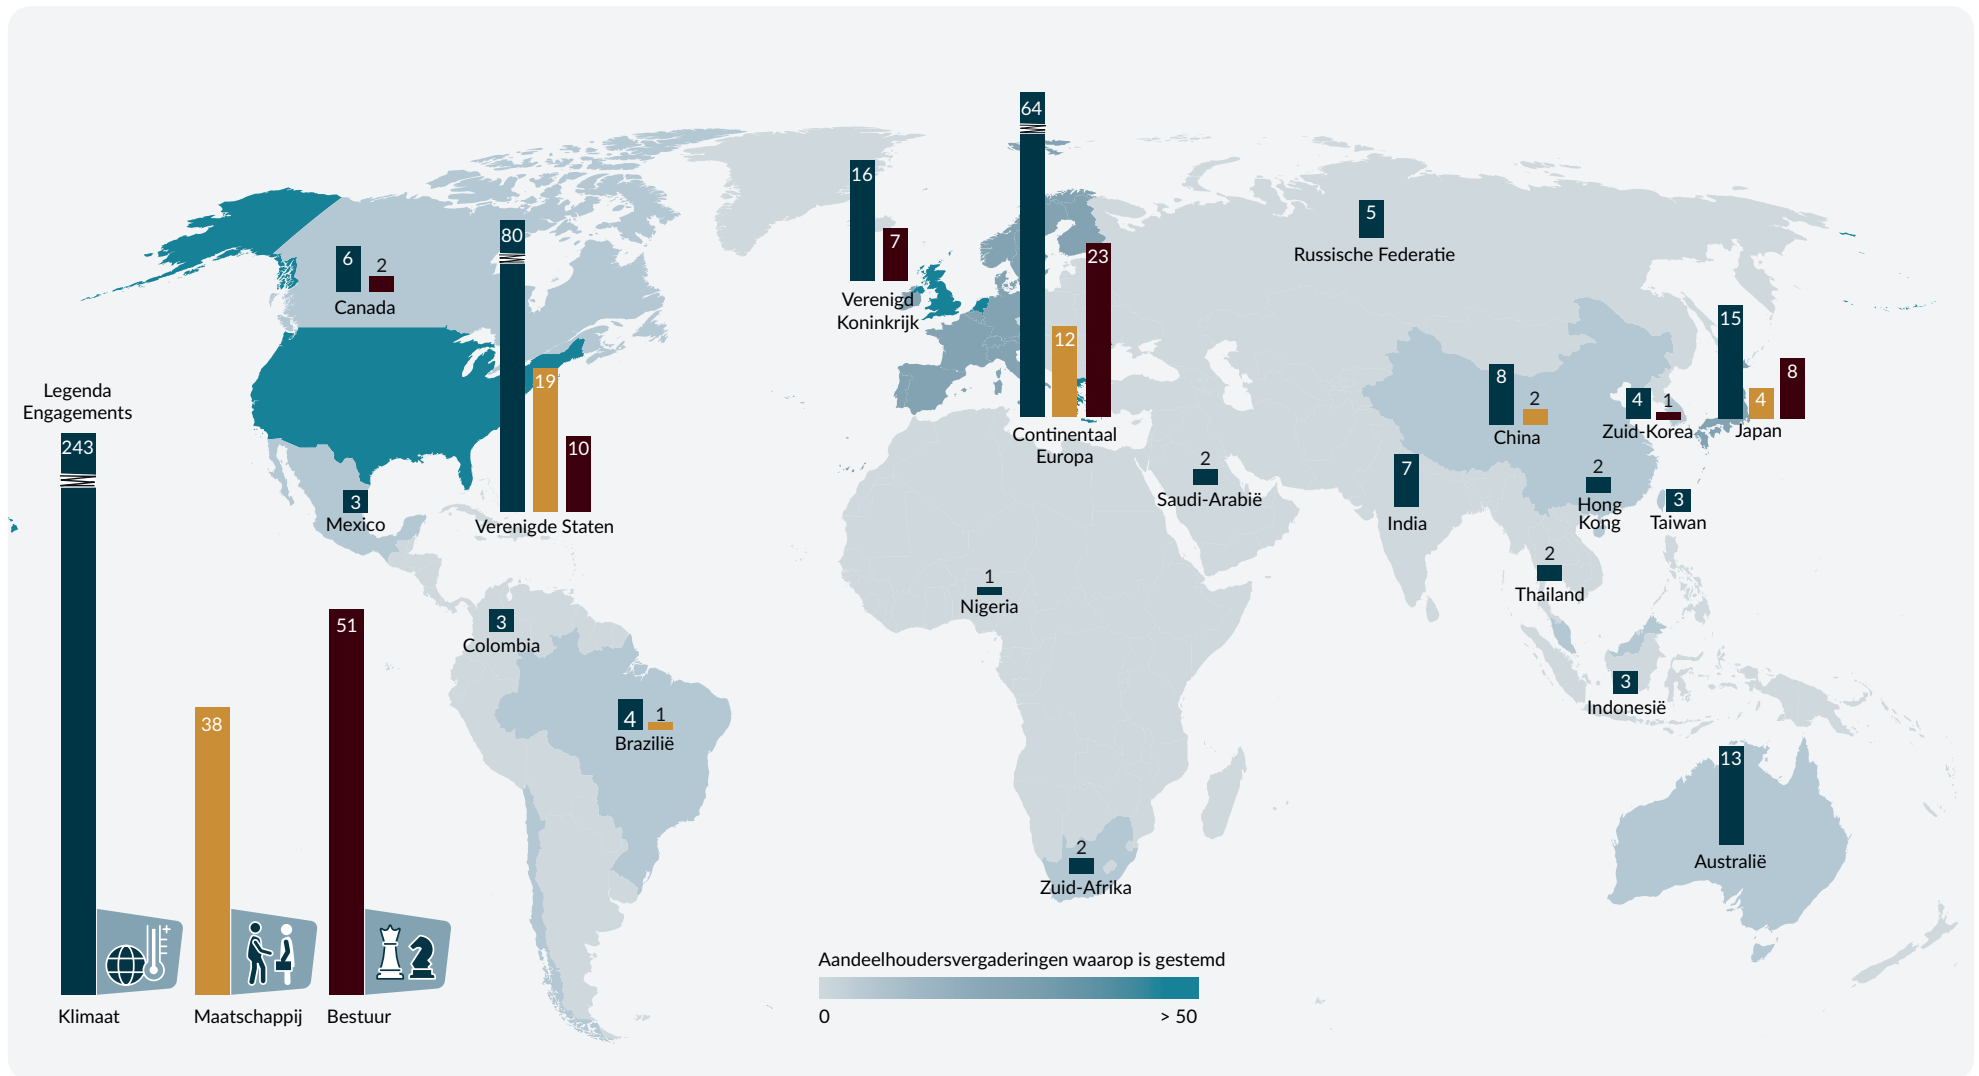 64
16
7
Verenigd
Koninkrijk
23
12
Continentaal
Europa
5
Russische Federatie
6
2
Canada
80
19
10
Verenigde Staten
3
Mexico
15
4
8
Japan
8
2
China
4
1
Zuid-Korea
2
Hong
Kong
3
Taiwan
7
India
2
Saudi-Arabië
2
Thailand
1
Nigeria
3
Colombia
4
1
Brazilië
3
Indonesië
13
Australië
2
Zuid-Afrika
Legenda
Engagements
243
38
51
Klimaat
Maatschappij
Bestuur
Aandeelhoudersvergaderingen waarop is gestemd
0
> 50